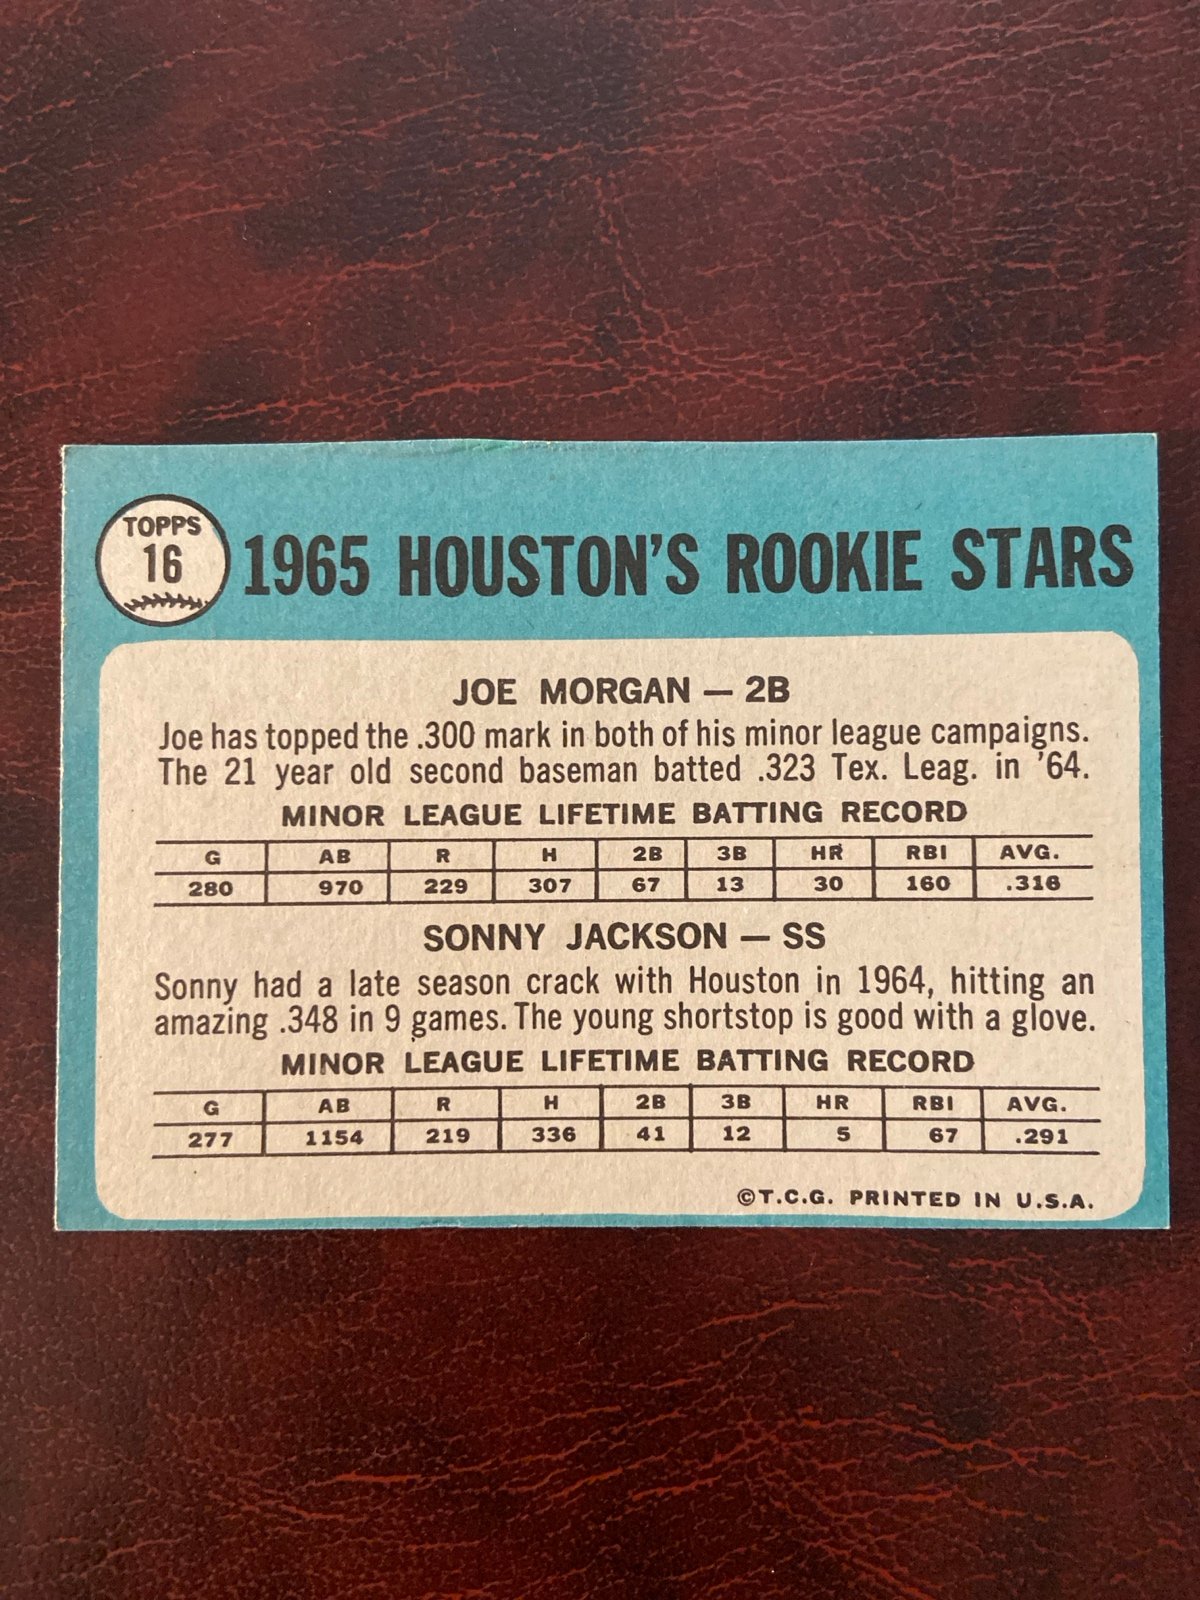 TOPPS
16
1965 HOUSTON'S ROOKIE STARS
JOE MORGAN — 2B
Joe has topped the .300 mark in both of his minor league campaigns.
The 21 year old second baseman batted .323 Tex. Leag. in '64.
MINOR LEAGUE LIFETIME BATTING RECORD
G AB R H 2B 3B HR RBI AVG.
280 970 229 307 67 13 30 160 .316
SONNY JACKSON — SS
Sonny had a late season crack with Houston in 1964, hitting an
amazing .348 in 9 games. The young shortstop is good with a glove.
MINOR LEAGUE LIFETIME BATTING RECORD
G AB R H 2B 3B HR RBI AVG.
277 1154 219 336 41 12 5 67 .291
©T.C.G. PRINTED IN U.S.A.